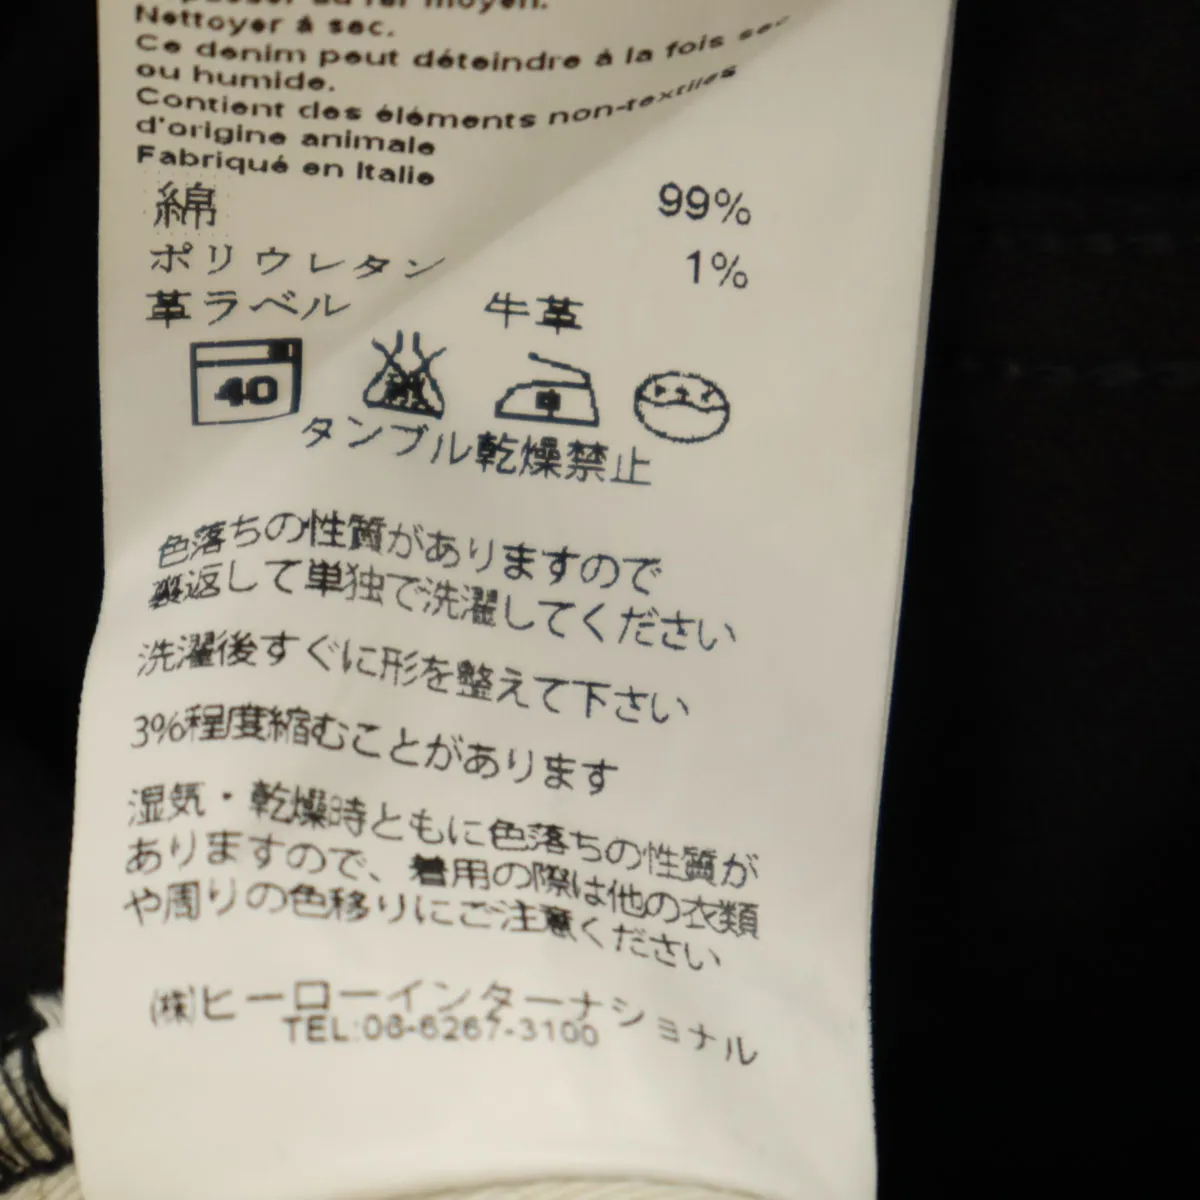 au fer moyen.
Nettoyer à sec.
Ce denim peut déteindre à la fois
ou humide.
Contient des éléments non-textiles
d'origine animale
Fabriqué en Italie
綿 99%
ポリウレタン 1%
革ラベル 牛革
40 中
タンブル乾燥禁止
色落ちの性質がありますので
裏返して単独で洗濯してください
洗濯後すぐに形を整えて下さい
3%程度縮むことがあります
湿気・乾燥時ともに色落ちの性質が
ありますので、着用の際は他の衣類
や周りの色移りにご注意ください
(株)ヒーローインターナショナル
TEL:06-6267-3100